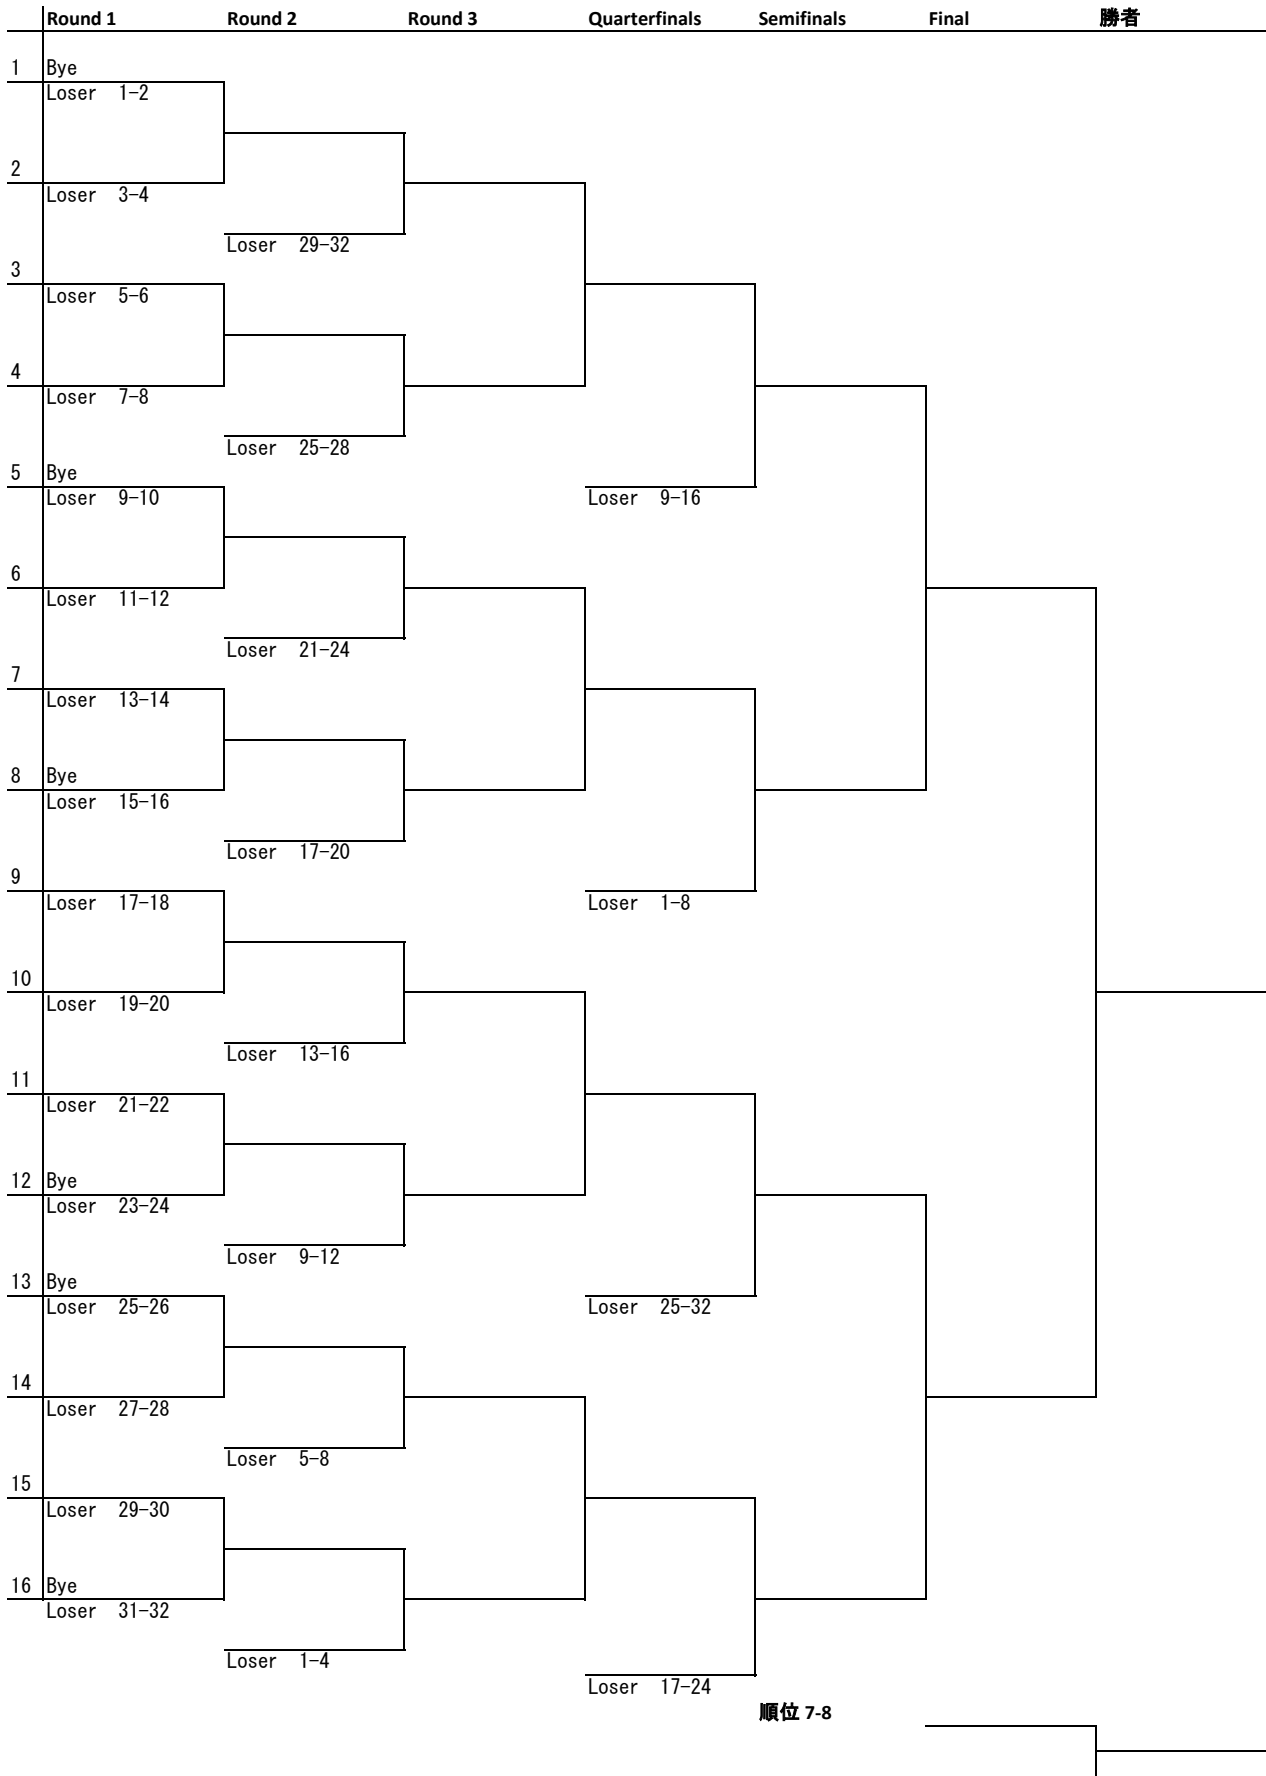 Round 1 Round 2 Round 3 Quarterfinals Semifinals Final 勝者
1 Bye
Loser 1-2
2
Loser 3-4
Loser 29-32
3
Loser 5-6
4
Loser 7-8
Loser 25-28
5 Bye
Loser 9-10 Loser 9-16
6
Loser 11-12
Loser 21-24
7
Loser 13-14
8 Bye
Loser 15-16
Loser 17-20
9
Loser 17-18 Loser 1-8
10
Loser 19-20
Loser 13-16
11
Loser 21-22
12 Bye
Loser 23-24
Loser 9-12
13 Bye
Loser 25-26 Loser 25-32
14
Loser 27-28
Loser 5-8
15
Loser 29-30
16 Bye
Loser 31-32
Loser 1-4
Loser 17-24
順位 7-8